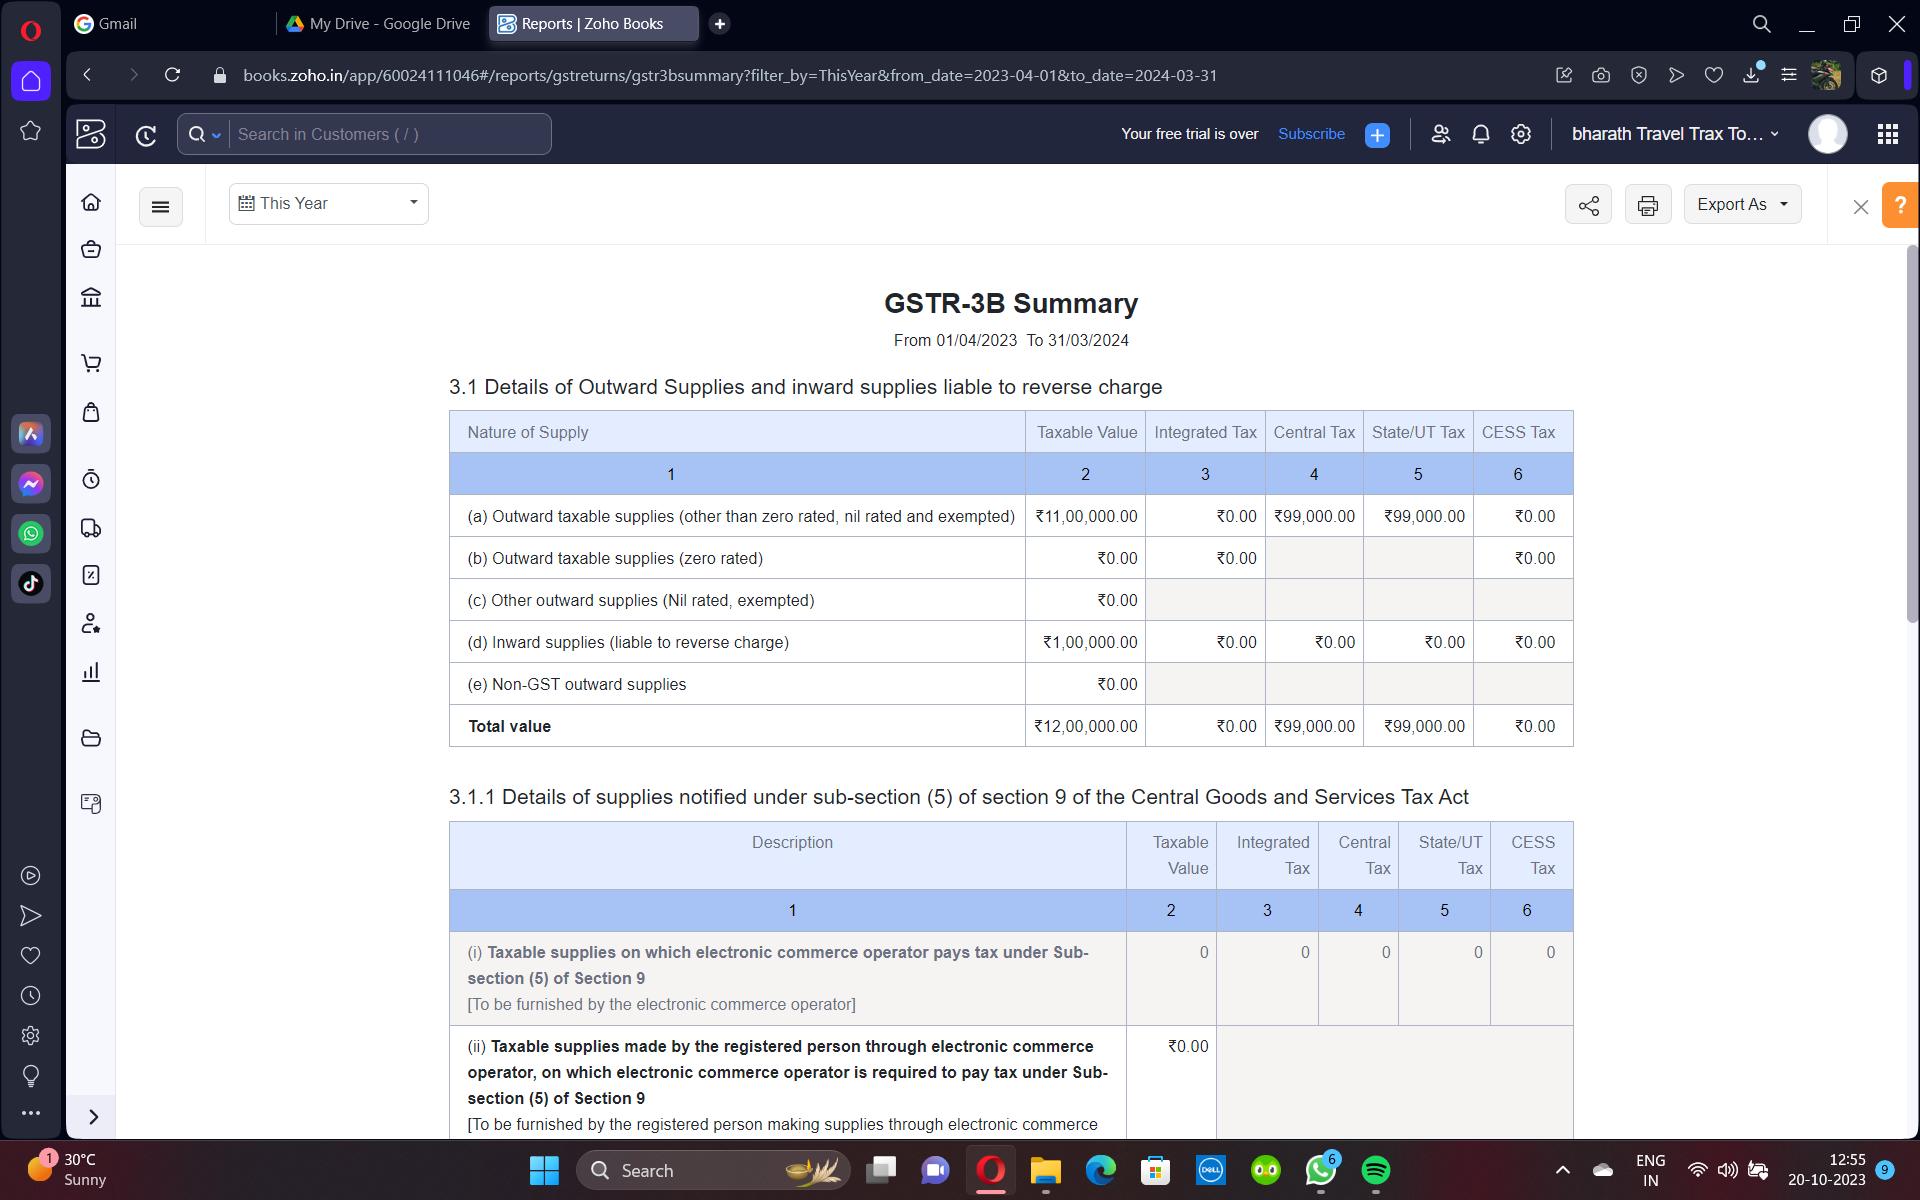 Gmail
My Drive - Google Drive
Reports | Zoho Books
books.zoho.in/app/60024111046#/reports/gstreturns/gstr3bsummary?filter_by=ThisYear&from_date=2023-04-01&to_date=2024-03-31
Search in Customers ( / )
Your free trial is over
Subscribe
bharath Travel Trax To...
This Year
Export As
?
GSTR-3B Summary
From 01/04/2023 To 31/03/2024
3.1 Details of Outward Supplies and inward supplies liable to reverse charge
Nature of Supply Taxable Value Integrated Tax Central Tax State/UT Tax CESS Tax
1 2 3 4 5 6
(a) Outward taxable supplies (other than zero rated, nil rated and exempted) ₹11,00,000.00 ₹0.00 ₹99,000.00 ₹99,000.00 ₹0.00
(b) Outward taxable supplies (zero rated) ₹0.00 ₹0.00 ₹0.00
(c) Other outward supplies (Nil rated, exempted) ₹0.00
(d) Inward supplies (liable to reverse charge) ₹1,00,000.00 ₹0.00 ₹0.00 ₹0.00 ₹0.00
(e) Non-GST outward supplies ₹0.00
Total value ₹12,00,000.00 ₹0.00 ₹99,000.00 ₹99,000.00 ₹0.00
3.1.1 Details of supplies notified under sub-section (5) of section 9 of the Central Goods and Services Tax Act
Description Taxable Integrated Central State/UT CESS
Value Tax Tax Tax Tax
1 2 3 4 5 6
(i) Taxable supplies on which electronic commerce operator pays tax under Sub- 0 0 0 0 0
section (5) of Section 9
[To be furnished by the electronic commerce operator]
(ii) Taxable supplies made by the registered person through electronic commerce ₹0.00
operator, on which electronic commerce operator is required to pay tax under Sub-
section (5) of Section 9
[To be furnished by the registered person making supplies through electronic commerce
1
30°C
Sunny
Search
DELL
6
ENG
IN
12:55
20-10-2023
9